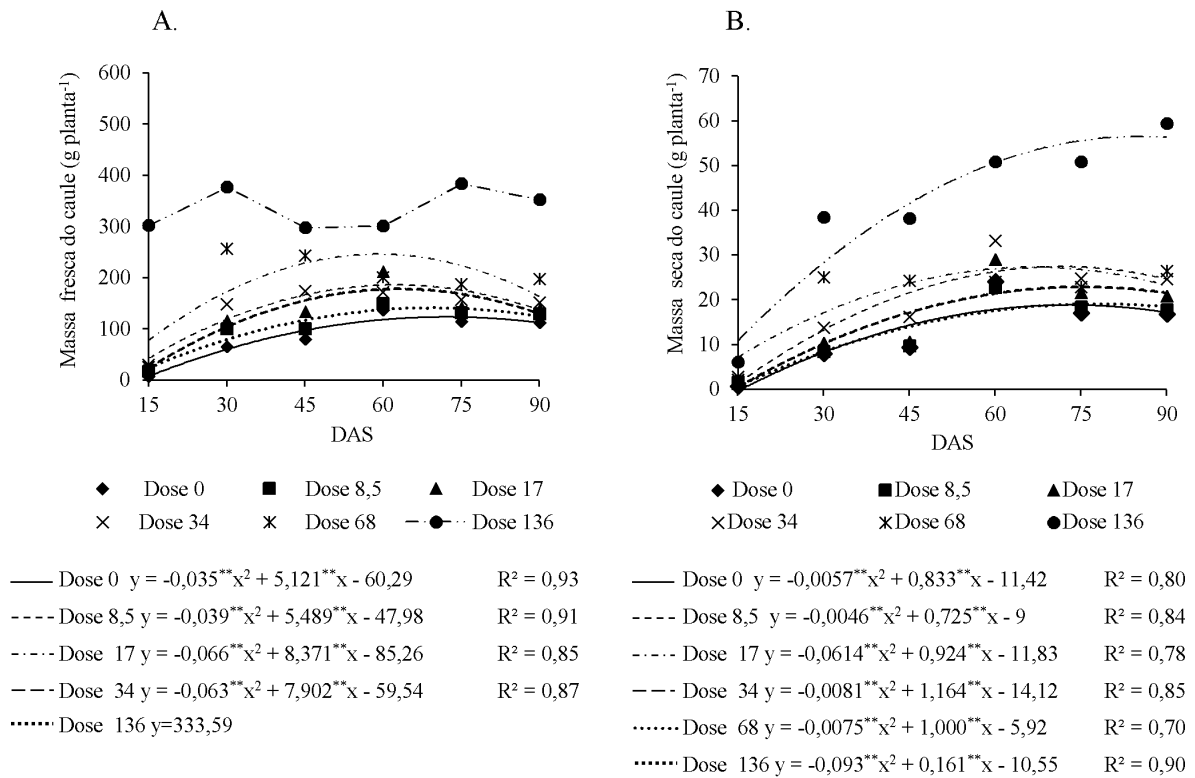 A.
Massa fresca do caule (g planta⁻¹)
600
500
400
300
200
100
0
15 30 45 60 75 90
DAS
Dose 0 Dose 8,5 Dose 17
Dose 34 Dose 68 Dose 136
Dose 0 y = -0,035**x² + 5,121**x - 60,29 R² = 0,93
Dose 8,5 y = -0,039**x² + 5,489**x - 47,98 R² = 0,91
Dose 17 y = -0,066**x² + 8,371**x - 85,26 R² = 0,85
Dose 34 y = -0,063**x² + 7,902**x - 59,54 R² = 0,87
Dose 136 y=333,59
B.
Massa seca do caule (g planta⁻¹)
70
60
50
40
30
20
10
0
15 30 45 60 75 90
DAS
Dose 0 Dose 8,5 Dose 17
Dose 34 Dose 68 Dose 136
Dose 0 y = -0,0057**x² + 0,833**x - 11,42 R² = 0,80
Dose 8,5 y = -0,0046**x² + 0,725**x - 9 R² = 0,84
Dose 17 y = -0,0614**x² + 0,924**x - 11,83 R² = 0,78
Dose 34 y = -0,0081**x² + 1,164**x - 14,12 R² = 0,85
Dose 68 y = -0,0075**x² + 1,000**x - 5,92 R² = 0,70
Dose 136 y = -0,093**x² + 0,161**x - 10,55 R² = 0,90